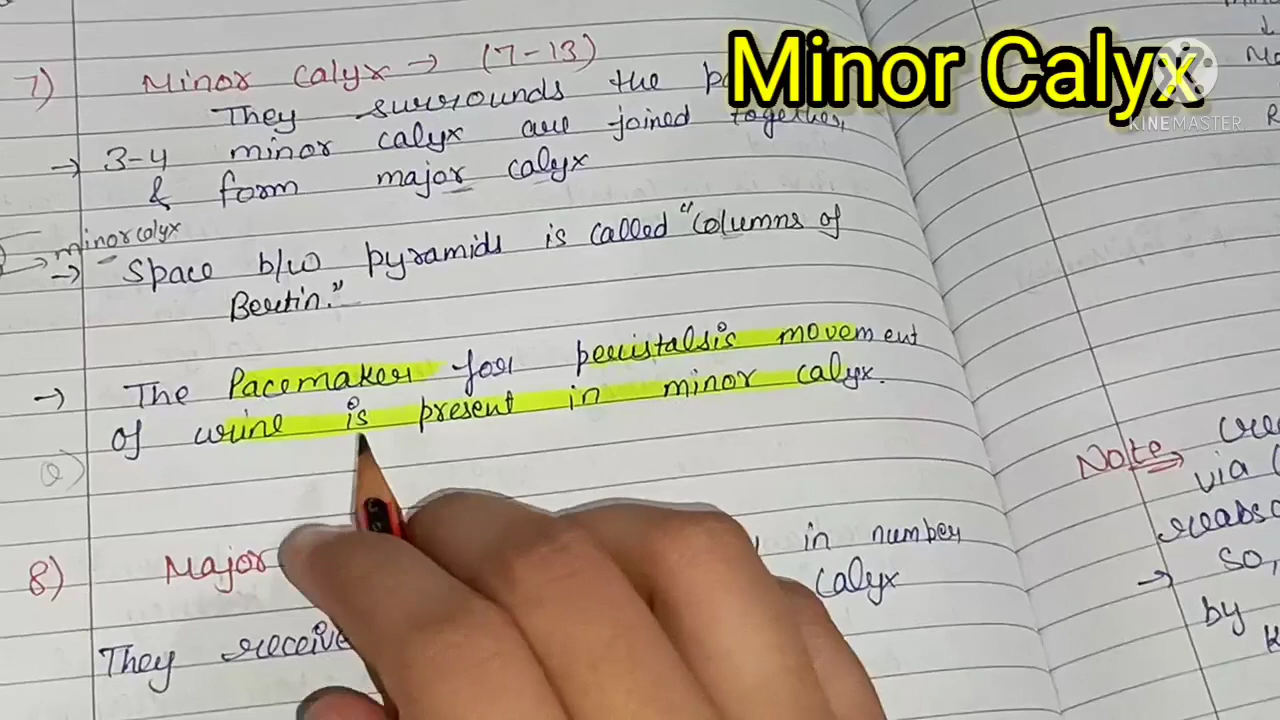 Minor Calyx
KINEMASTER
7) Minor Calyx → (7-13)
They surrounds the
→ 3-4 minor calyx are joined together,
& form major calyx
minor calyx
→ Space b/w pyramids is called "Columns of
Bertin."
→ The Pacemaker for peristalsis movement
of urine is present in minor calyx.
8) Major in number
calyx
They receive
Note
via
so,
by